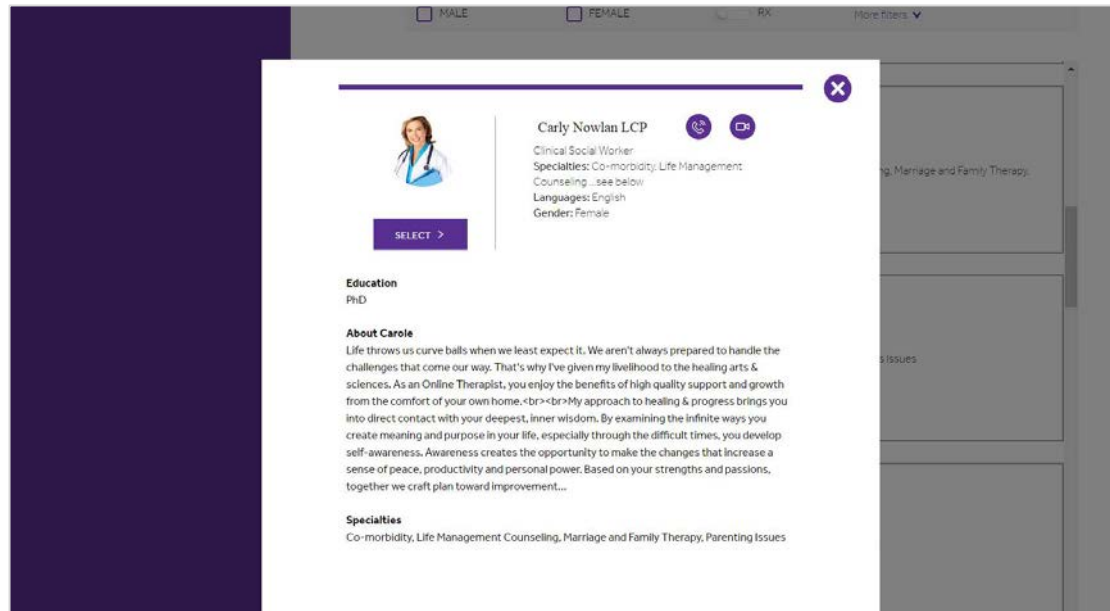 MALE
FEMALE
RX
More filters
Carly Nowlan LCP
Clinical Social Worker
Specialties: Co-morbidity, Life Management
Counseling ...see below
Languages: English
Gender: Female
SELECT >
ng, Marriage and Family Therapy,
s Issues
Education
PhD
About Carole
Life throws us curve balls when we least expect it. We aren't always prepared to handle the
challenges that come our way. That's why I've given my livelihood to the healing arts &
sciences. As an Online Therapist, you enjoy the benefits of high quality support and growth
from the comfort of your own home.<br><br>My approach to healing & progress brings you
into direct contact with your deepest, inner wisdom. By examining the infinite ways you
create meaning and purpose in your life, especially through the difficult times, you develop
self-awareness. Awareness creates the opportunity to make the changes that increase a
sense of peace, productivity and personal power. Based on your strengths and passions,
together we craft plan toward improvement...
Specialties
Co-morbidity, Life Management Counseling, Marriage and Family Therapy, Parenting Issues